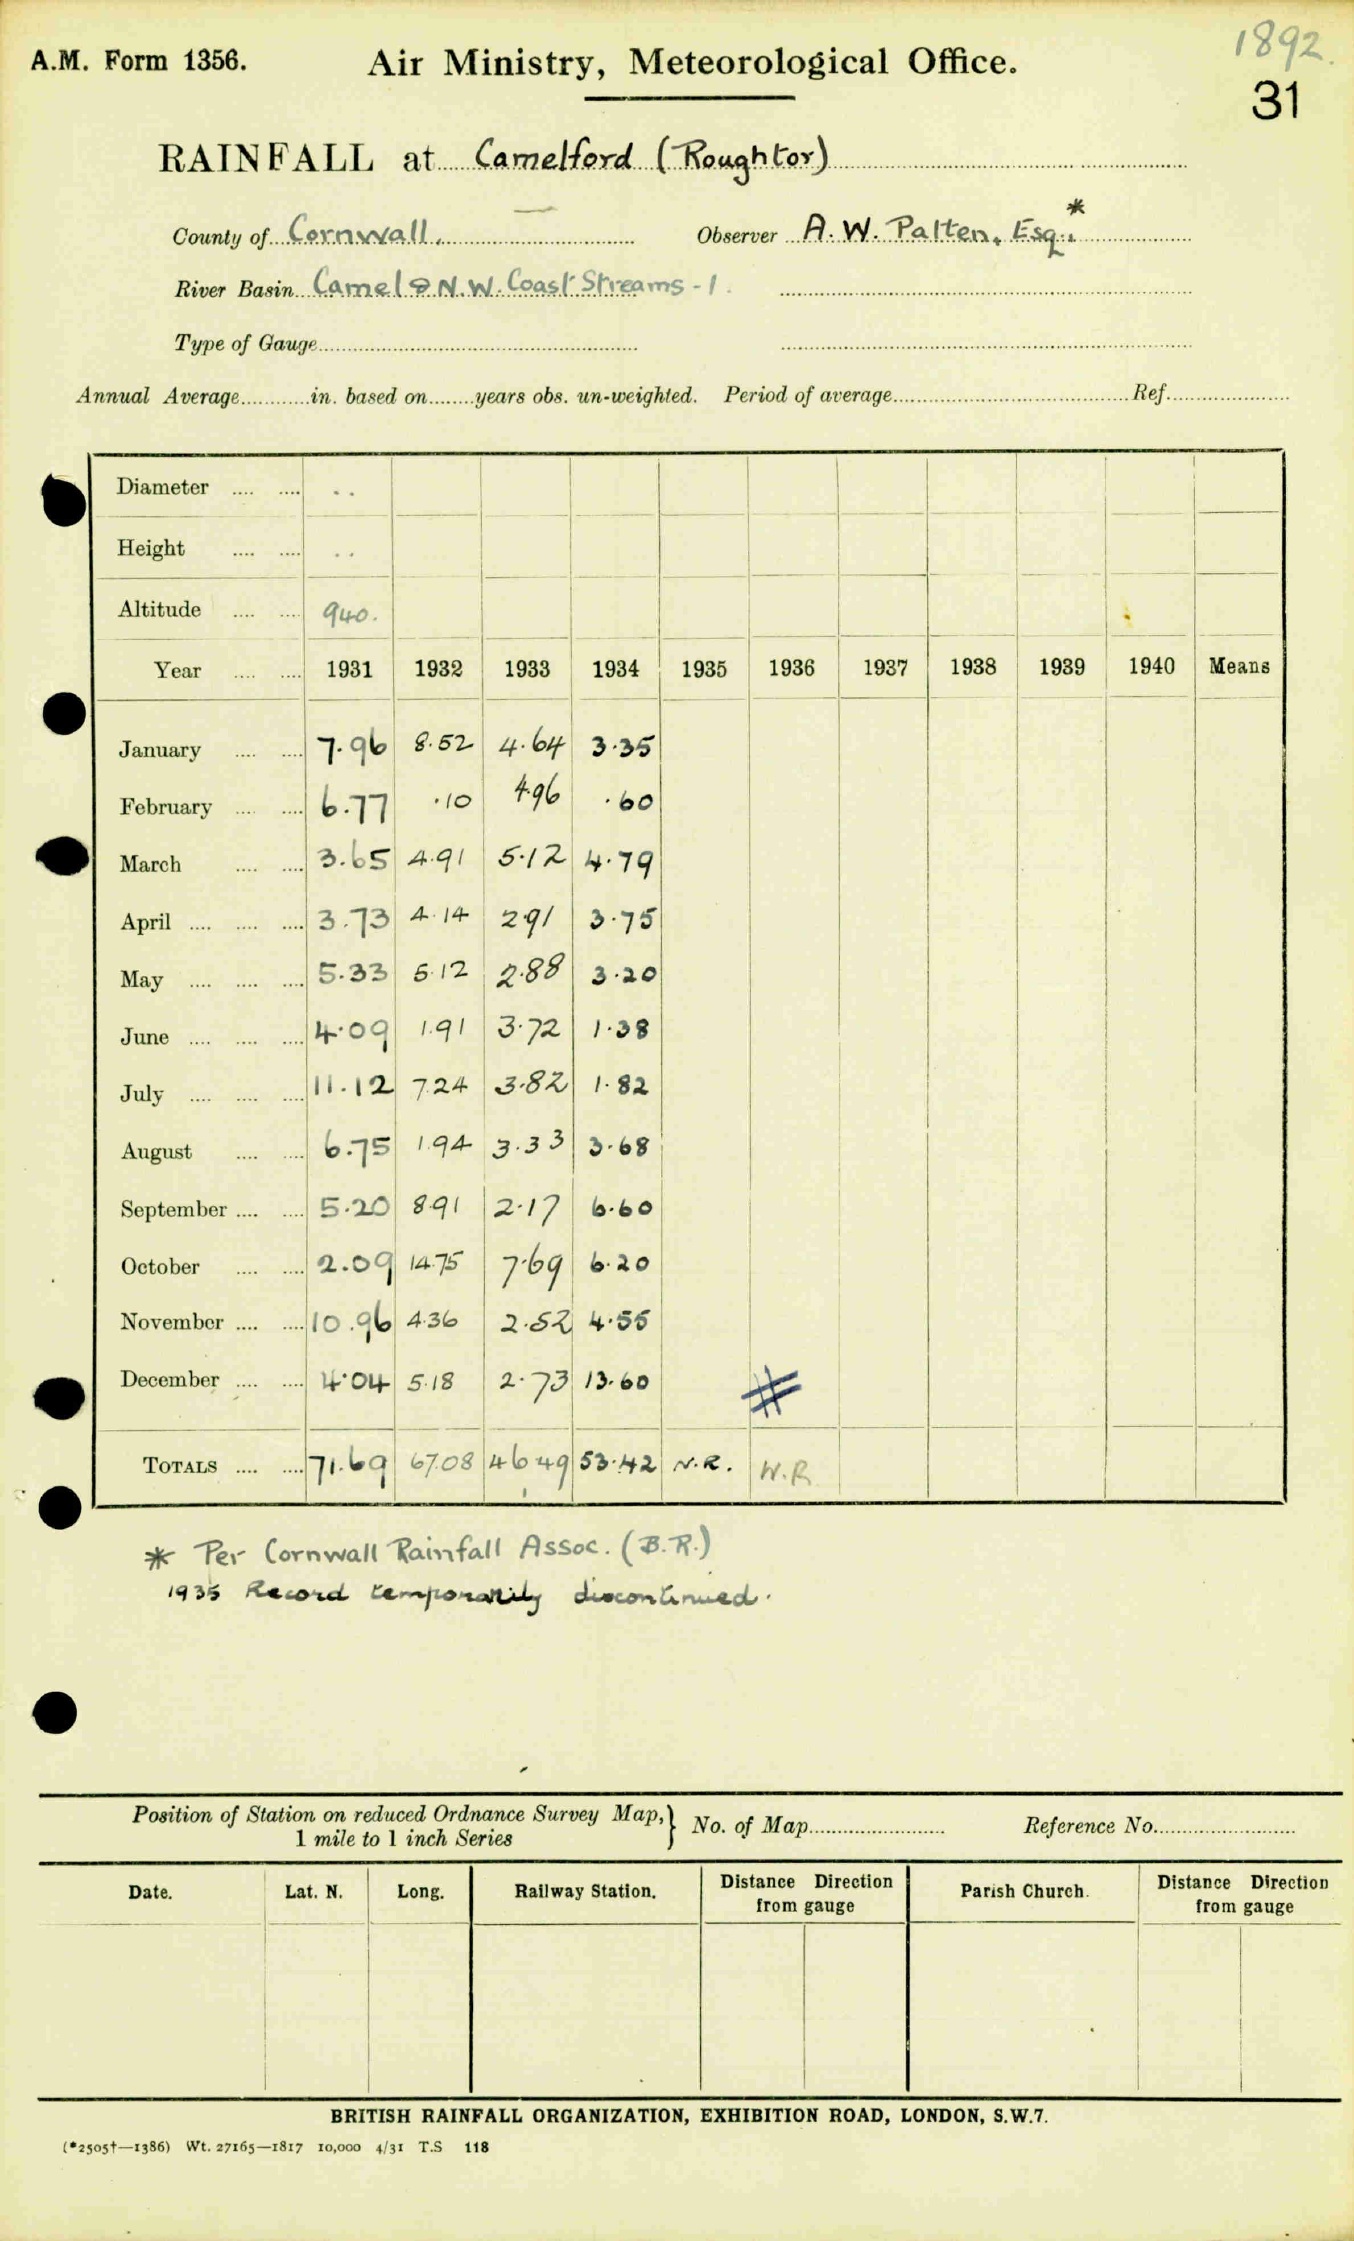 1892.
A.M. Form 1356. Air Ministry, Meteorological Office.
31
RAINFALL at Camelford (Roughtor)
County of Cornwall. Observer A. W. Palten. Esq. *
River Basin Camel & N.W. Coast Streams - 1.
Type of Gauge
Annual Average in. based on years obs. un-weighted. Period of average Ref.
Diameter .. 
Height ..
Altitude 940.
Year 1931 1932 1933 1934 1935 1936 1937 1938 1939 1940 Means
January 7.96 8.52 4.64 3.35
February 6.77 .10 4.96 .60
March 3.65 4.91 5.12 4.79
April 3.73 4.14 2.91 3.75
May 5.33 5.12 2.88 3.20
June 4.09 1.91 3.72 1.38
July 11.12 7.24 3.82 1.82
August 6.75 1.94 3.33 3.68
September 5.20 8.91 2.17 6.60
October 2.09 14.75 7.69 6.20
November 10.96 4.36 2.52 4.55
December 4.04 5.18 2.73 13.60 #
TOTALS 71.69 67.08 46.49 53.42 N.R. N.R
* Per Cornwall Rainfall Assoc. (B.R.)
1935 Record temporarily discontinued.
Position of Station on reduced Ordnance Survey Map, } No. of Map Reference No.
1 mile to 1 inch Series
Date. Lat. N. Long. Railway Station. Distance Direction from gauge Parish Church. Distance Direction from gauge
BRITISH RAINFALL ORGANIZATION, EXHIBITION ROAD, LONDON, S.W.7.
(*2505†—1386) Wt. 27165—1817 10,000 4/31 T.S 118